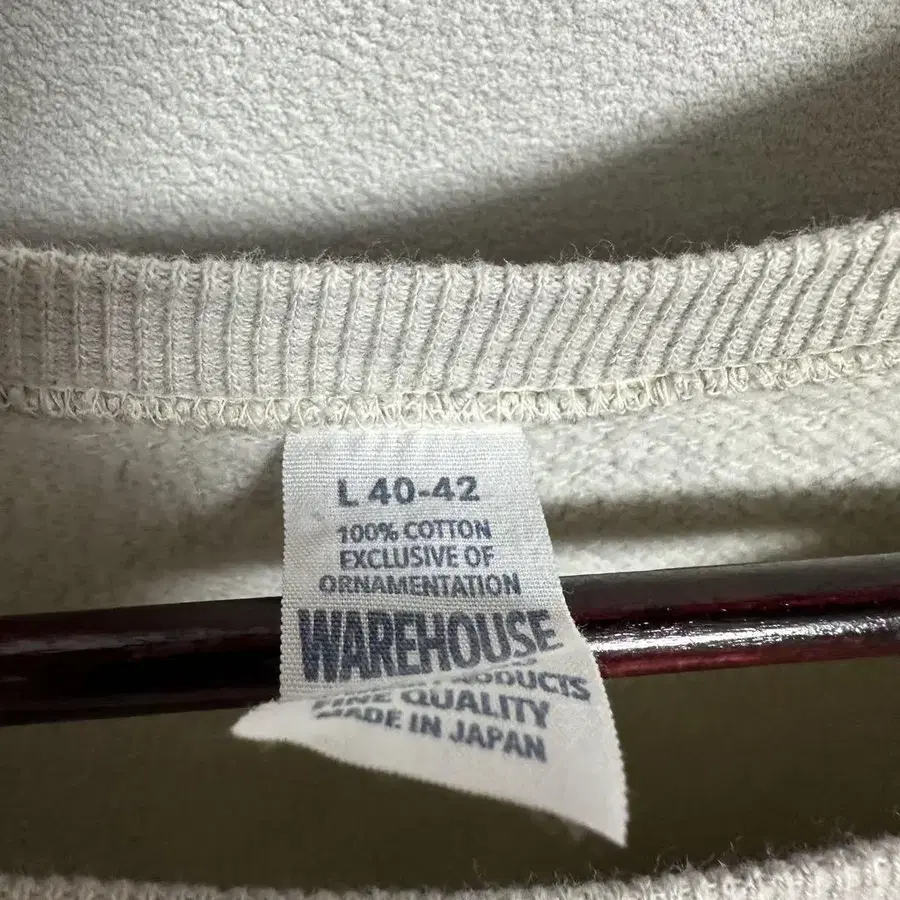 L 40-42
100% COTTON
EXCLUSIVE OF
ORNAMENTATION
WAREHOUSE
FINE QUALITY
MADE IN JAPAN